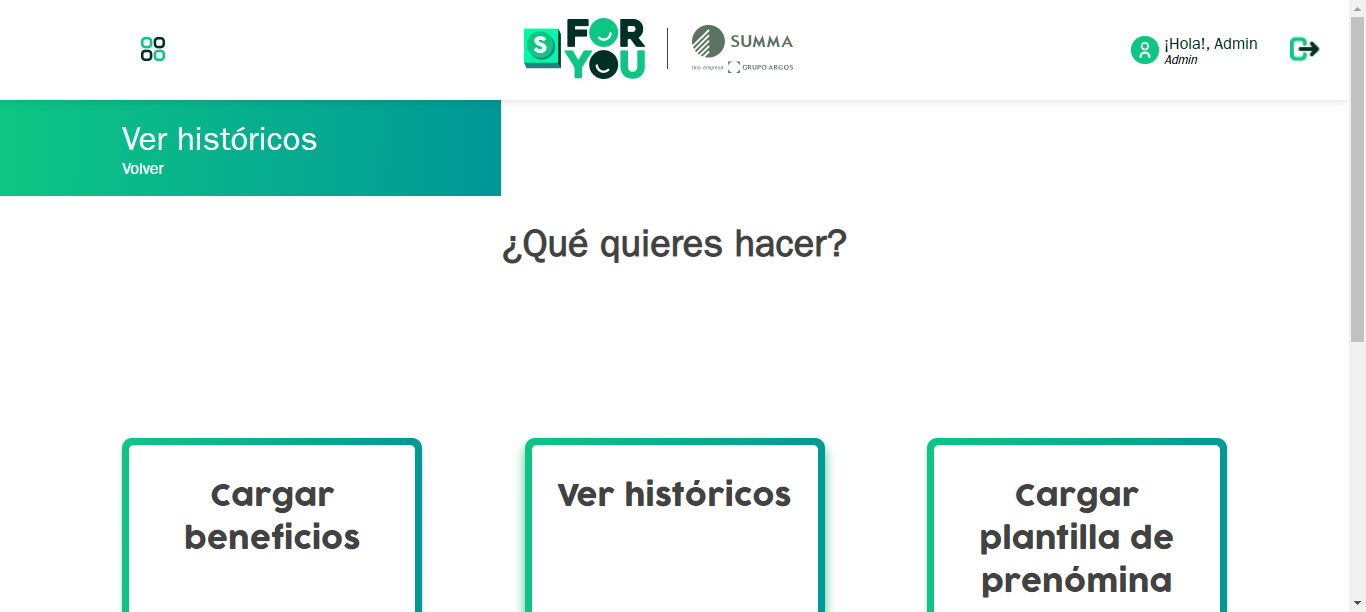 S FOR YOU
SUMMA
Una empresa GRUPO ARGOS
¡Hola!, Admin
Admin
Ver históricos
Volver
¿Qué quieres hacer?
Cargar
beneficios
Ver históricos
Cargar
plantilla de
prenómina